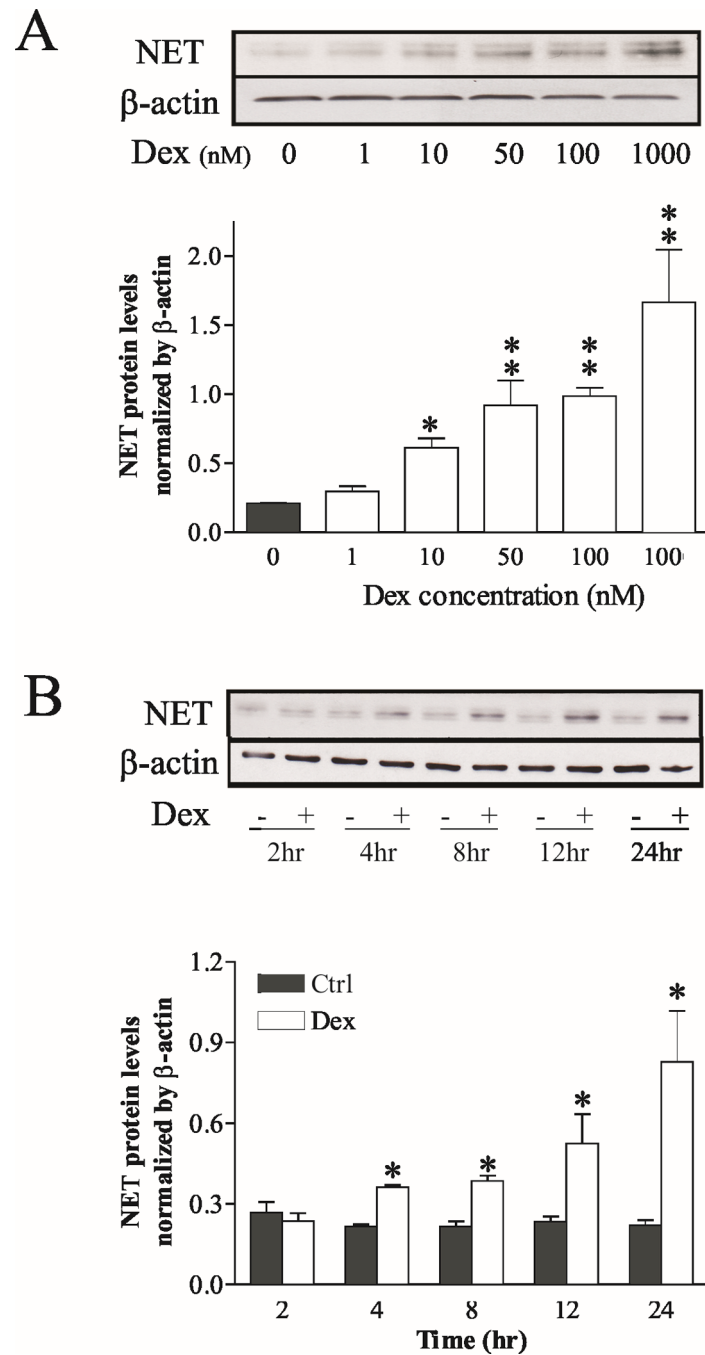 A
NET
β-actin
Dex (nM) 0 1 10 50 100 1000
NET protein levels
normalized by β-actin
2.0
1.5
1.0
0.5
0.0
* ** ** **
0 1 10 50 100 100
Dex concentration (nM)
B
NET
β-actin
Dex - + - + - + - + - +
2hr 4hr 8hr 12hr 24hr
NET protein levels
normalized by β-actin
1.2
0.9
0.6
0.3
0.0
Ctrl
Dex
* * * *
2 4 8 12 24
Time (hr)